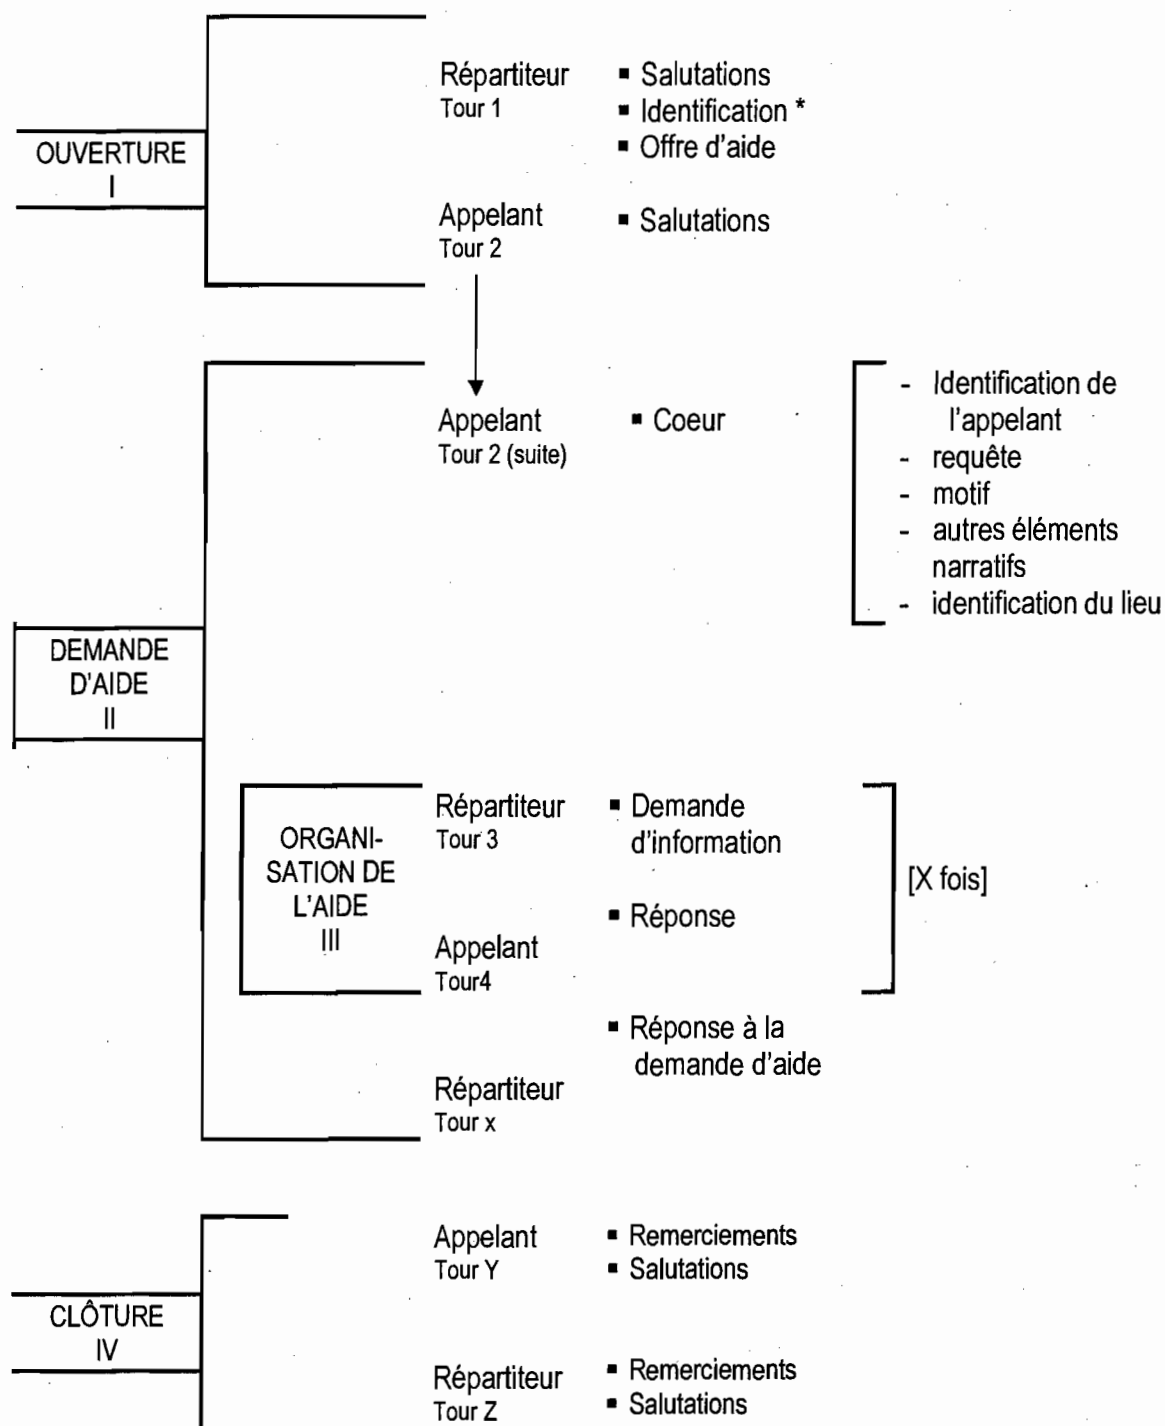 Répartiteur
Tour 1
▪ Salutations
▪ Identification *
▪ Offre d'aide
OUVERTURE
I
Appelant
Tour 2
▪ Salutations
Appelant
Tour 2 (suite)
▪ Coeur
- Identification de
l'appelant
- requête
- motif
- autres éléments
narratifs
- identification du lieu
DEMANDE
D'AIDE
II
ORGANI-
SATION DE
L'AIDE
III
Répartiteur
Tour 3
▪ Demande
d'information
▪ Réponse
Appelant
Tour4
[X fois]
▪ Réponse à la
demande d'aide
Répartiteur
Tour x
Appelant
Tour Y
▪ Remerciements
▪ Salutations
CLÔTURE
IV
Répartiteur
Tour Z
▪ Remerciements
▪ Salutations